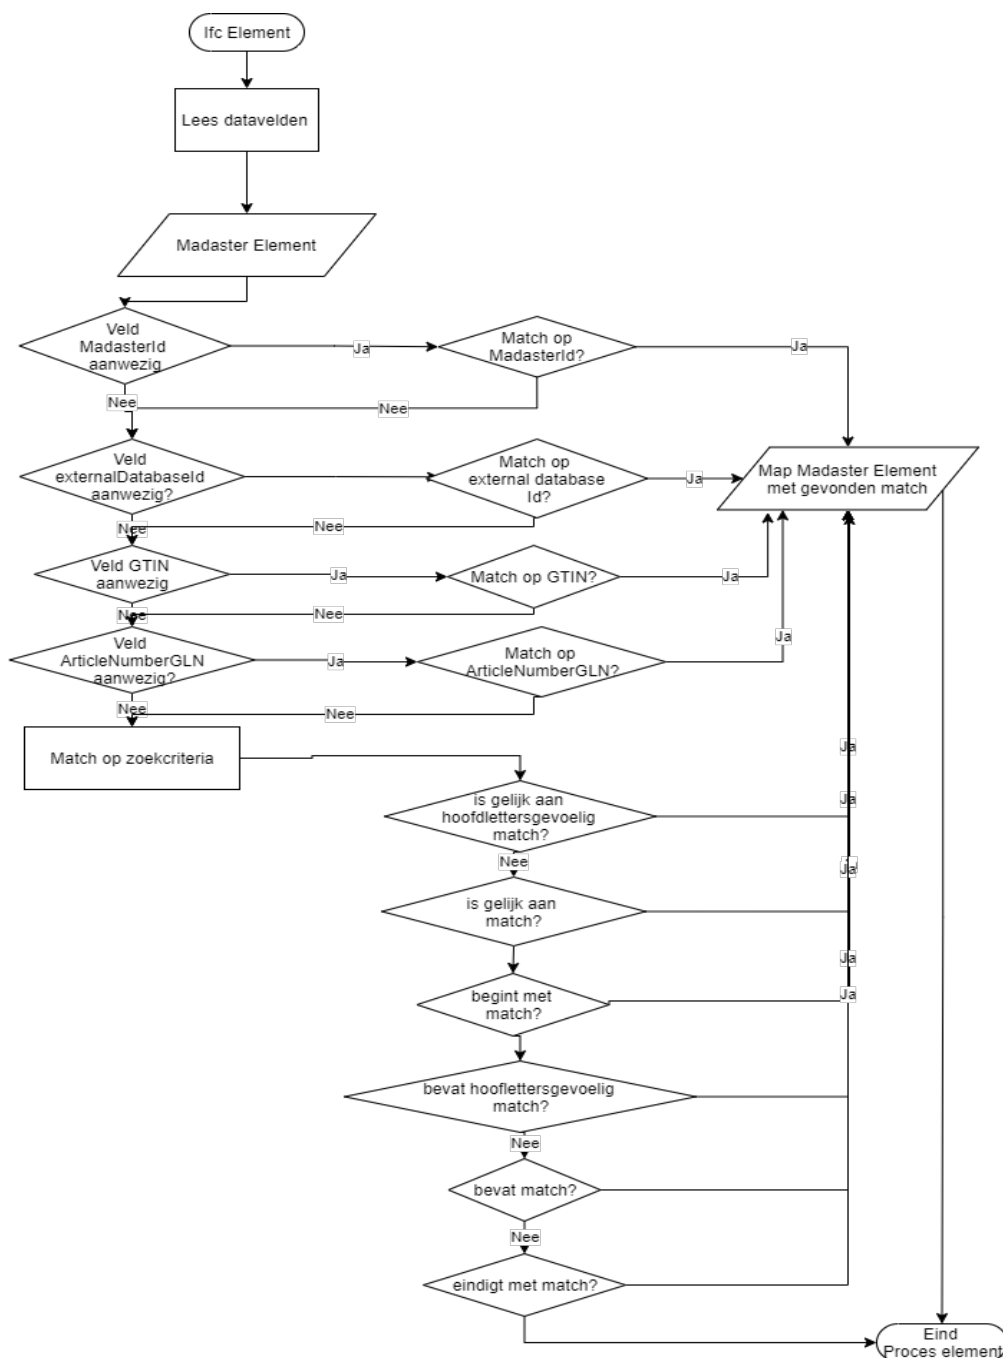 Ifc Element
Lees datavelden
Madaster Element
Veld
MadasterId
aanwezig
Ja
Match op
MadasterId?
Ja
Nee
Nee
Veld
externalDatabaseId
aanwezig?
Match op
external database
Id?
Ja
Map Madaster Element
met gevonden match
Nee
Nee
Veld GTIN
aanwezig
Ja
Match op GTIN?
Ja
Nee
Nee
Veld
ArticleNumberGLN
aanwezig?
Ja
Match op
ArticleNumberGLN?
Ja
Nee
Nee
Match op zoekcriteria
Ja
is gelijk aan
hoofdlettersgevoelig
match?
Ja
Nee
Ja
is gelijk aan
match?
Ja
begint met
match?
Ja
bevat hooflettersgevoelig
match?
Nee
bevat match?
Nee
eindigt met match?
Eind
Proces element